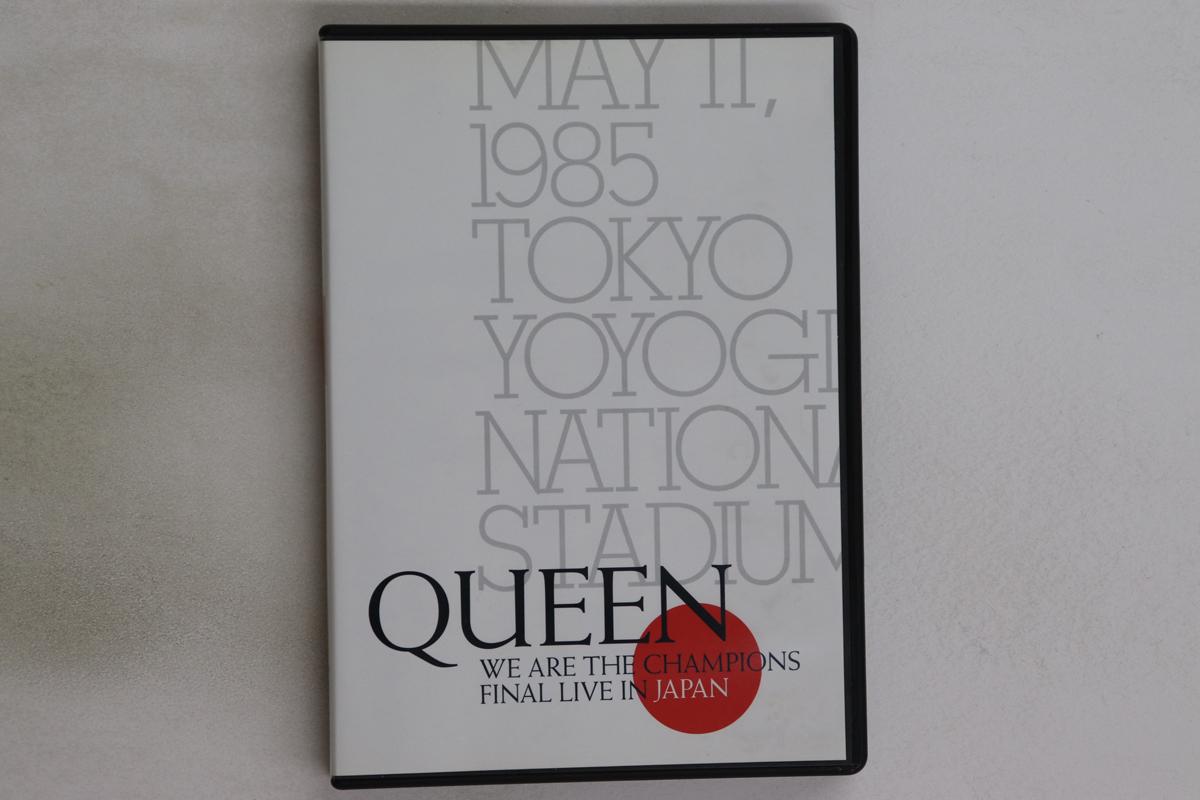 MAY 11,
1985
TOKYO
YOYOGI
NATIONA
STADIUM
QUEEN
WE ARE THE CHAMPIONS
FINAL LIVE IN JAPAN